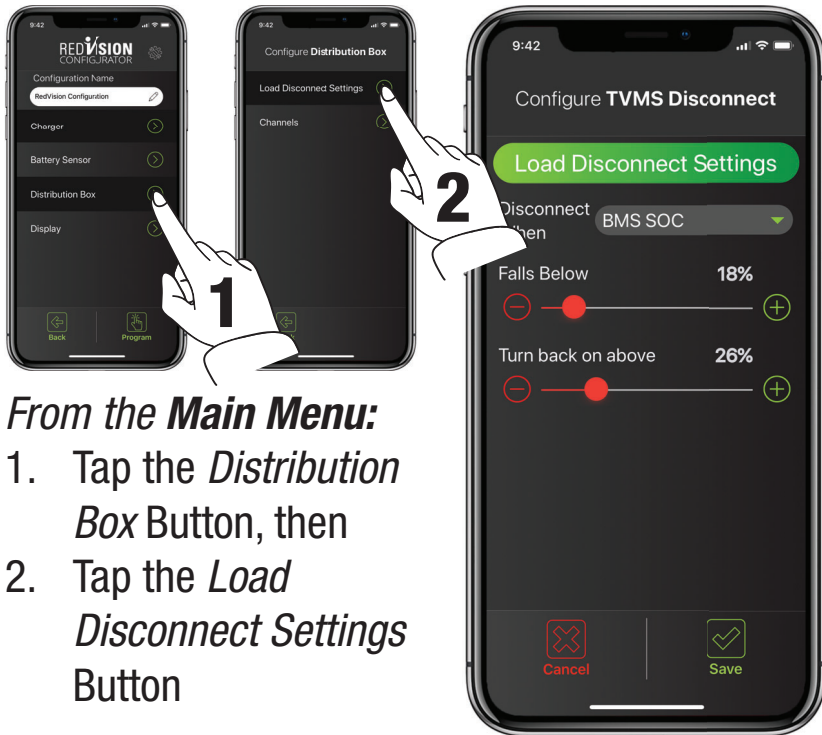 9:42
REDVISION
CONFIGURATOR
Configuration Name
RedVision Configuration
Charger
Battery Sensor
Distribution Box
Display
Back
Program
1
9:42
Configure Distribution Box
Load Disconnect Settings
Channels
2
9:42
Configure TVMS Disconnect
Load Disconnect Settings
Disconnect
BMS SOC
Falls Below 18%
Turn back on above 26%
Cancel
Save
From the Main Menu:
1. Tap the Distribution
Box Button, then
2. Tap the Load
Disconnect Settings
Button